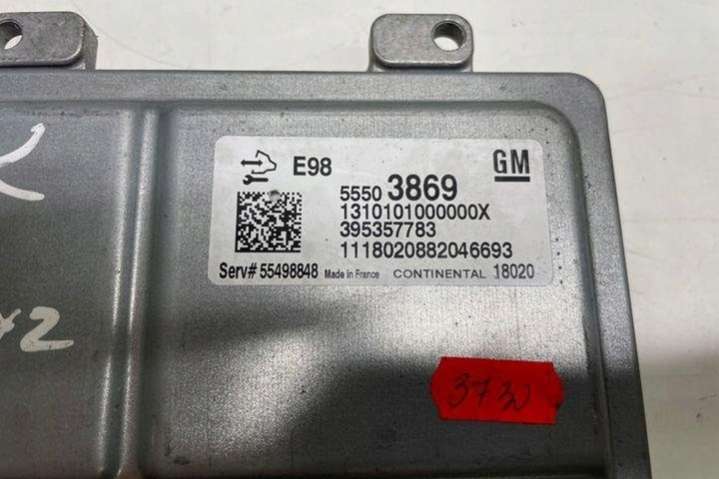 E98
GM
5550 3869
1310101000000X
395357783
1118020882046693
Serv# 55498848 Made in France CONTINENTAL 18020
3730